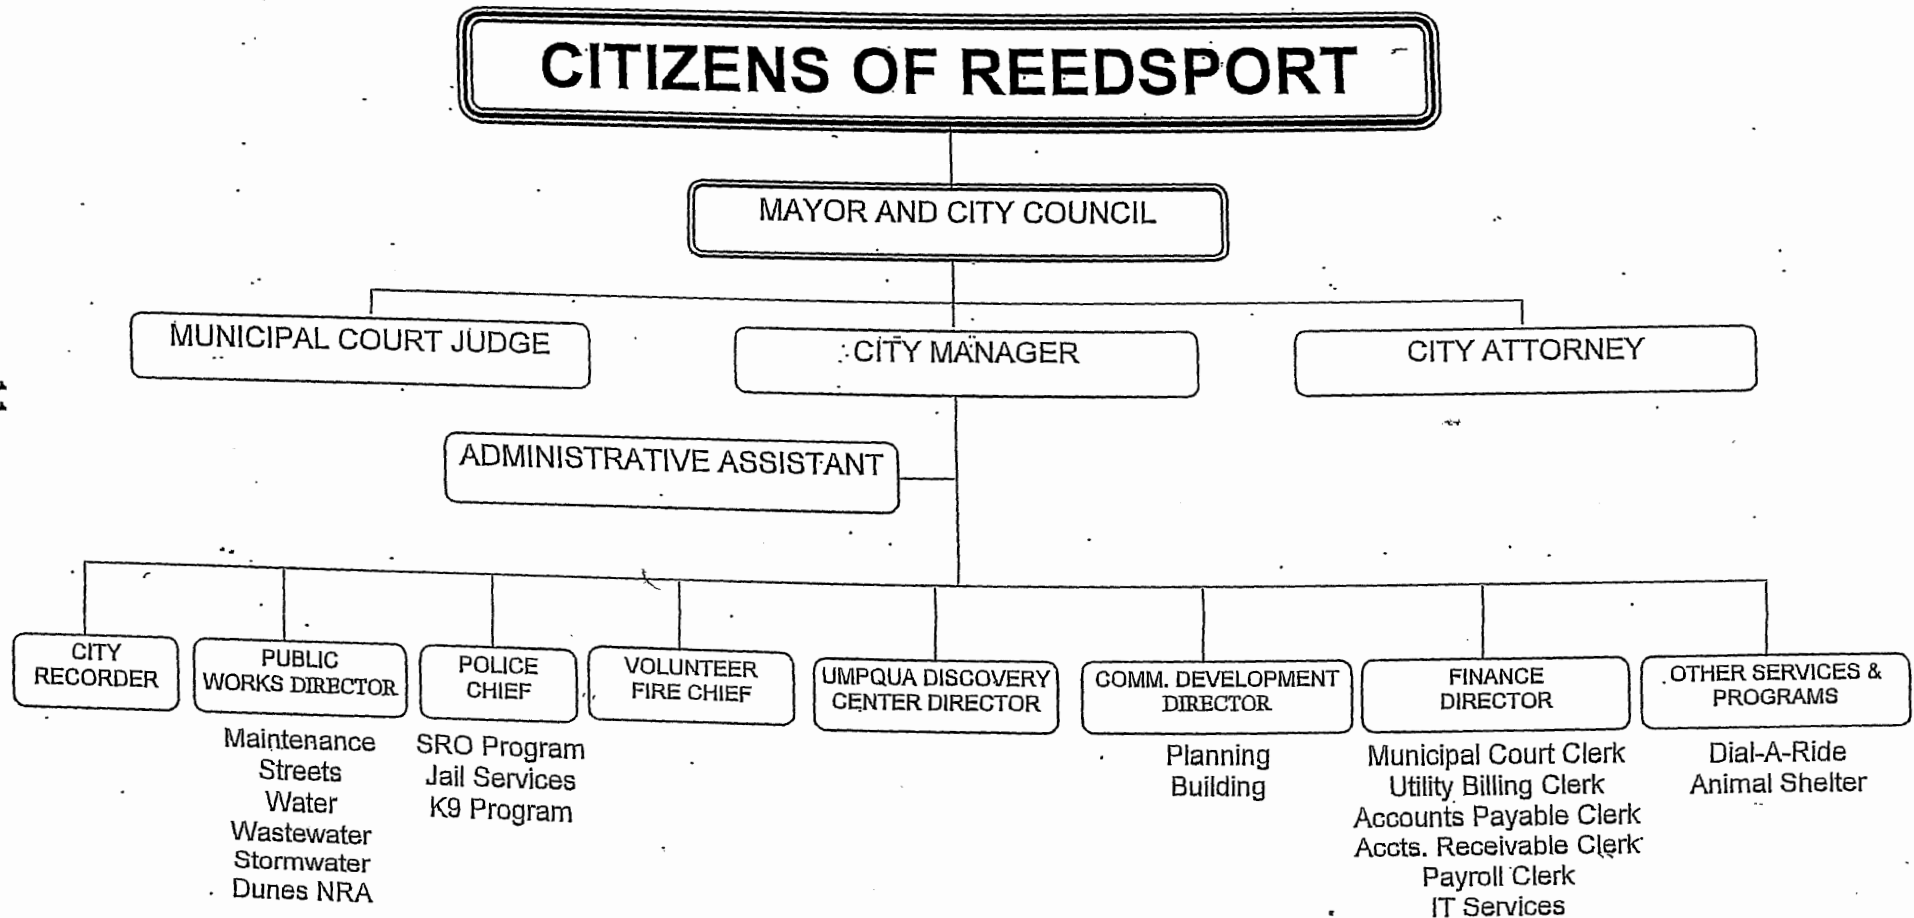 CITIZENS OF REEDSPORT
MAYOR AND CITY COUNCIL
MUNICIPAL COURT JUDGE
CITY MANAGER
CITY ATTORNEY
ADMINISTRATIVE ASSISTANT
CITY
RECORDER
PUBLIC
WORKS DIRECTOR
Maintenance
Streets
Water
Wastewater
Stormwater
Dunes NRA
POLICE
CHIEF
SRO Program
Jail Services
K9 Program
VOLUNTEER
FIRE CHIEF
UMPQUA DISCOVERY
CENTER DIRECTOR
COMM. DEVELOPMENT
DIRECTOR
Planning
Building
FINANCE
DIRECTOR
Municipal Court Clerk
Utility Billing Clerk
Accounts Payable Clerk
Accts. Receivable Clerk
Payroll Clerk
IT Services
OTHER SERVICES &
PROGRAMS
Dial-A-Ride
Animal Shelter